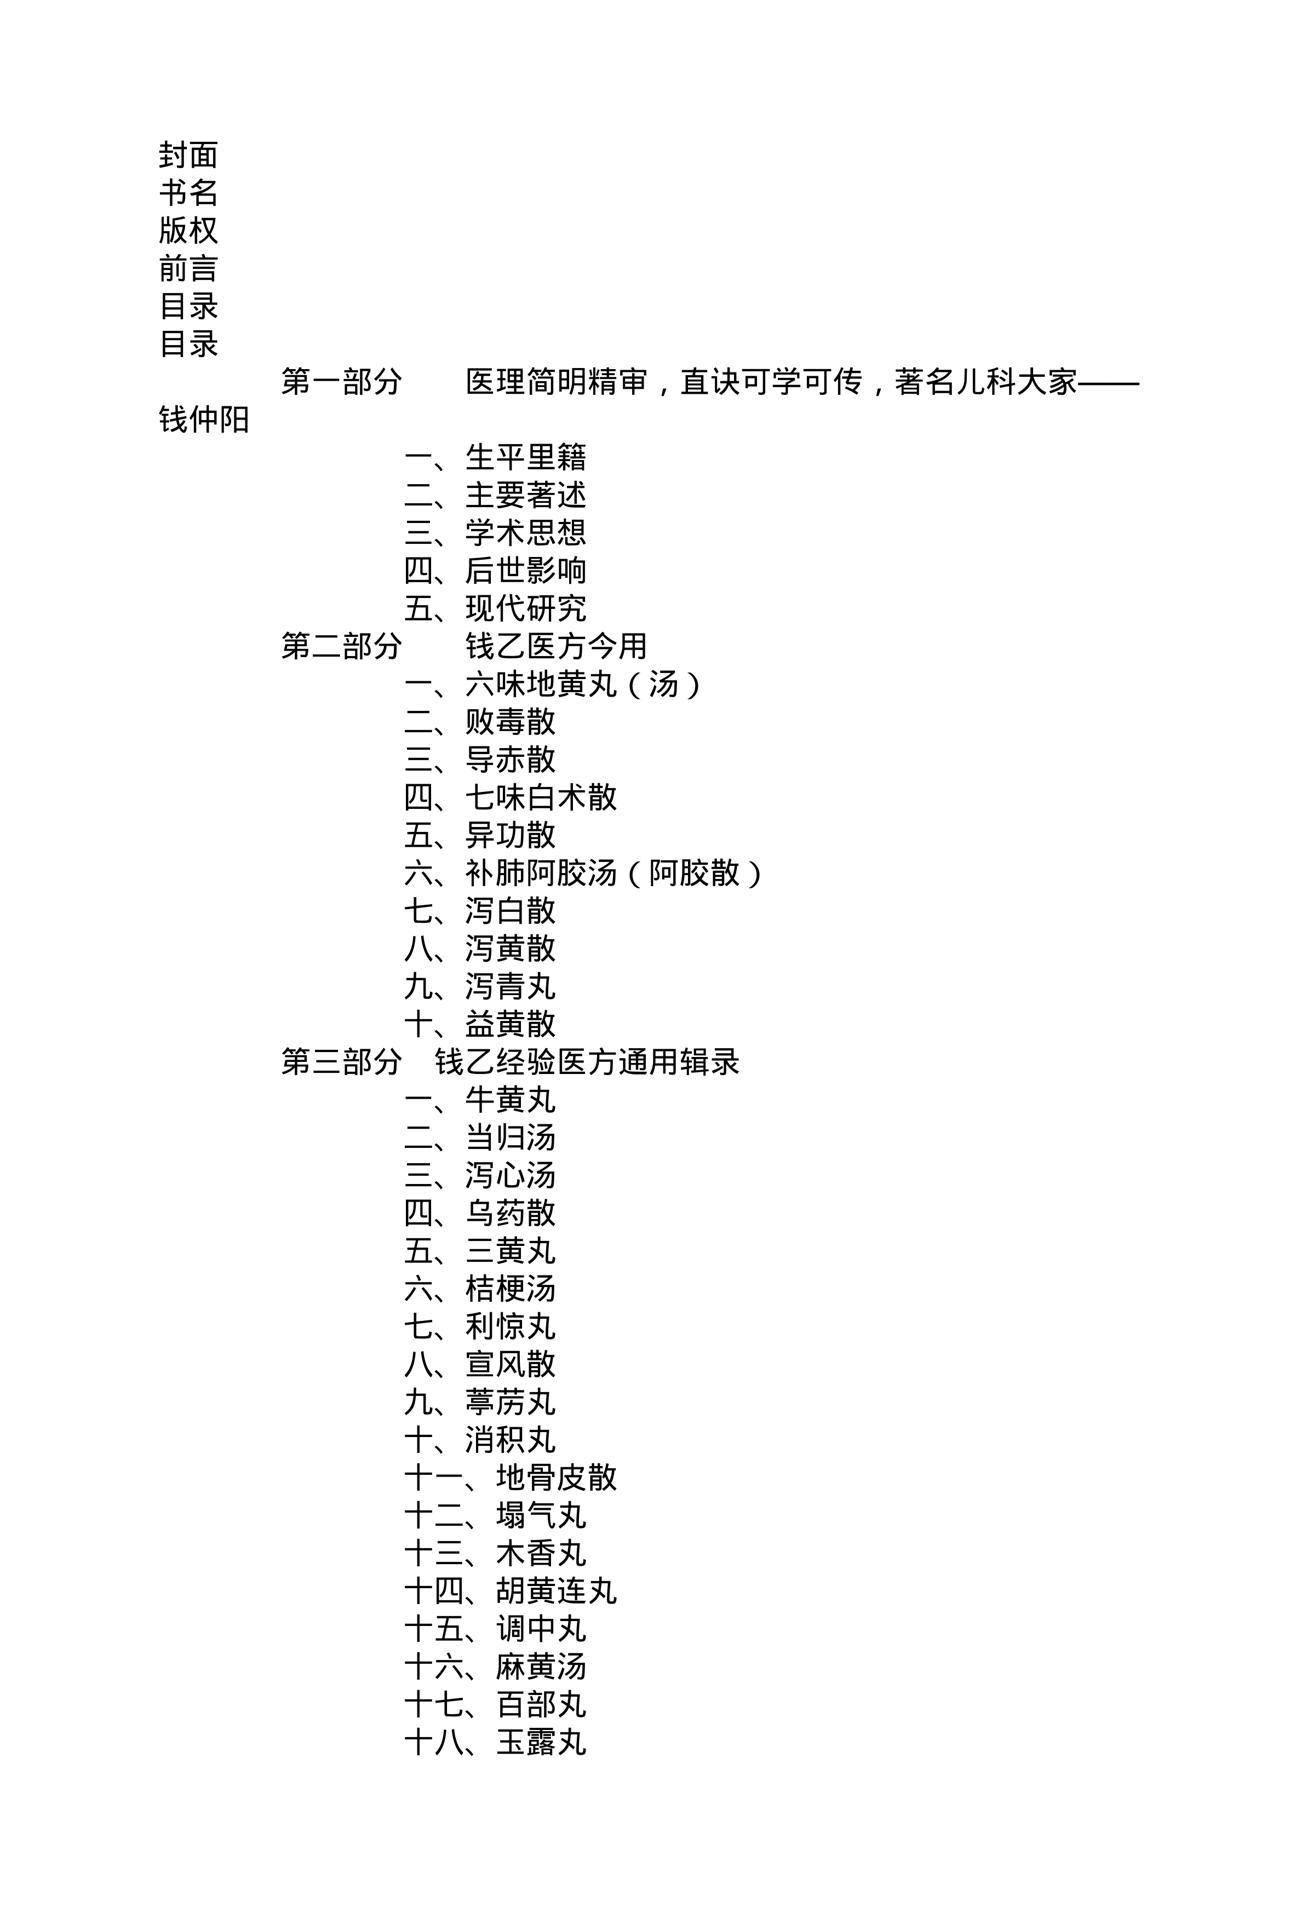 封面
书名
版权
前言
目录
目录
第一部分　　医理简明精审，直诀可学可传，著名儿科大家——
钱仲阳
一、生平里籍
二、主要著述
三、学术思想
四、后世影响
五、现代研究
第二部分　　钱乙医方今用
一、六味地黄丸（汤）
二、败毒散
三、导赤散
四、七味白术散
五、异功散
六、补肺阿胶汤（阿胶散）
七、泻白散
八、泻黄散
九、泻青丸
十、益黄散
第三部分　钱乙经验医方通用辑录
一、牛黄丸
二、当归汤
三、泻心汤
四、乌药散
五、三黄丸
六、桔梗汤
七、利惊丸
八、宣风散
九、葶苈丸
十、消积丸
十一、地骨皮散
十二、塌气丸
十三、木香丸
十四、胡黄连丸
十五、调中丸
十六、麻黄汤
十七、百部丸
十八、玉露丸